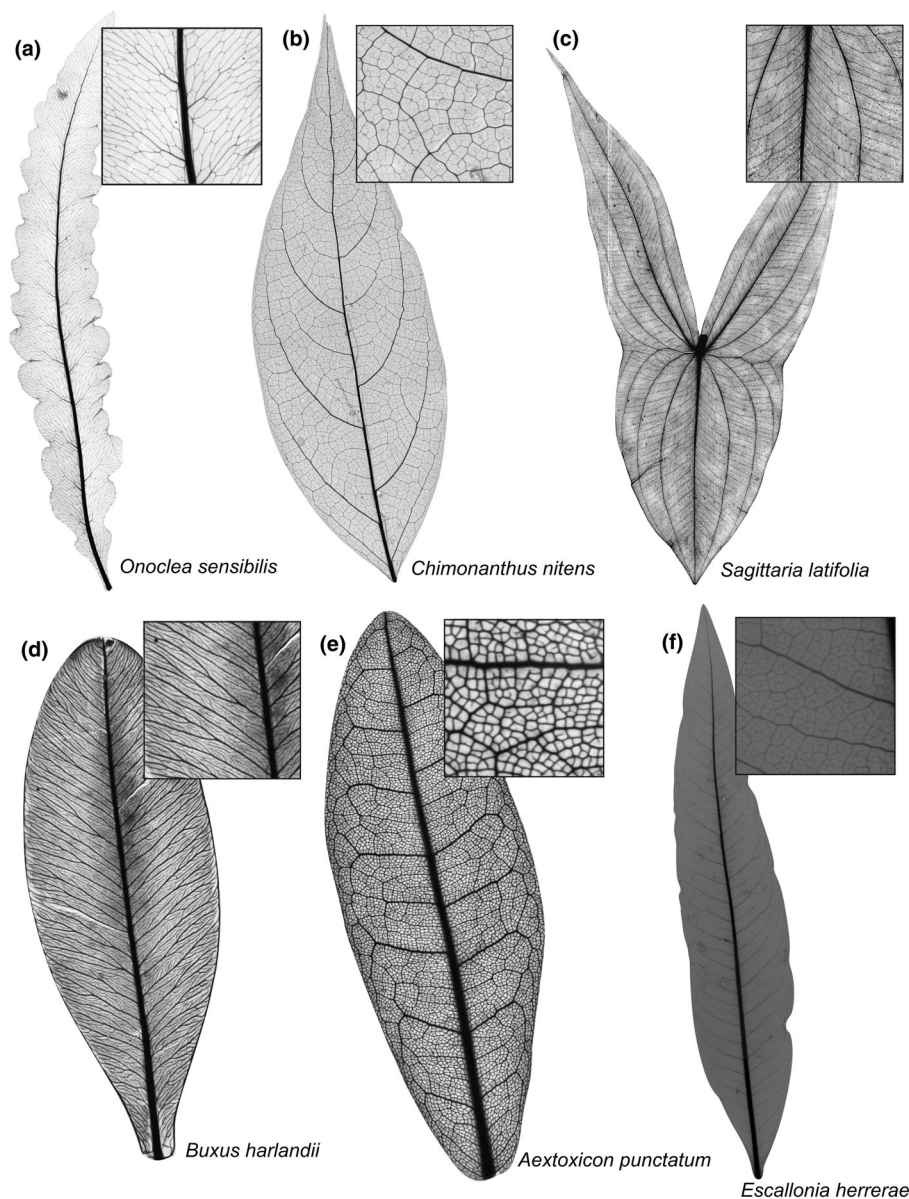 (a)
(b)
(c)
Onoclea sensibilis
Chimonanthus nitens
Sagittaria latifolia
(d)
(e)
(f)
Buxus harlandii
Aextoxicon punctatum
Escallonia herrerae